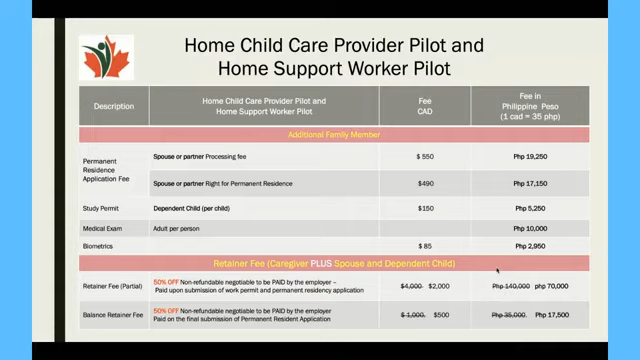 Home Child Care Provider Pilot and
Home Support Worker Pilot
Description
Home Child Care Provider Pilot and
Home Support Worker Pilot
Fee
CAD
Fee in
Philippine Peso
(1 cad = 35 php)
Additional Family Member
Permanent
Residence
Application Fee
Spouse or partner Processing fee
$ 550
Php 19,250
Spouse or partner Right for Permanent Residence
$490
Php 17,150
Study Permit
Dependent Child (per child)
$150
Php 5,250
Medical Exam
Adult per person
Php 10,000
Biometrics
$ 85
Php 2,950
Retainer Fee (Caregiver PLUS Spouse and Dependent Child)
Retainer Fee (Partial)
50% OFF Non-refundable negotiable to be PAID by the employer –
Paid upon submission of work permit and permanent residency application
$4,000. $2,000
Php 140,000 php 70,000
Balance Retainer Fee
50% OFF Non-refundable negotiable to be PAID by the employer
Paid on the final submission of Permanent Resident Application
$ 1,000. $500
Php 35,000. Php 17,500